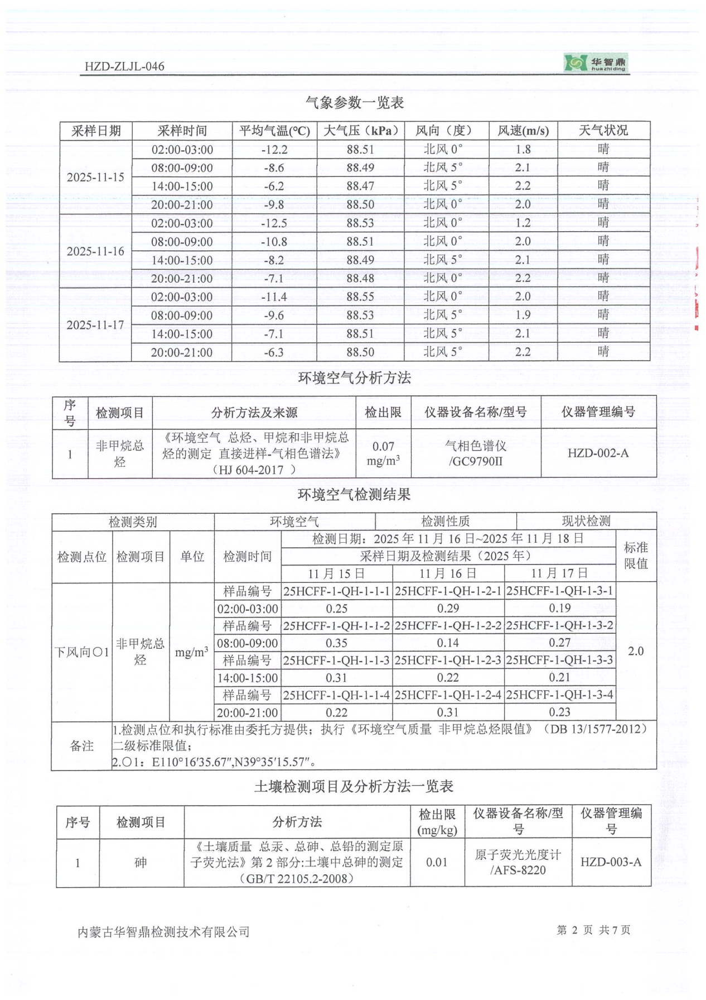 HZD-ZLJL-046
华智鼎
huazhiding
气象参数一览表
采样日期 采样时间 平均气温(℃) 大气压（kPa） 风向（度） 风速(m/s) 天气状况
2025-11-15
02:00-03:00 -12.2 88.51 北风 0° 1.8 晴
08:00-09:00 -8.6 88.49 北风 5° 2.1 晴
14:00-15:00 -6.2 88.47 北风 5° 2.2 晴
20:00-21:00 -9.8 88.50 北风 0° 2.0 晴
2025-11-16
02:00-03:00 -12.5 88.53 北风 0° 1.2 晴
08:00-09:00 -10.8 88.51 北风 0° 2.0 晴
14:00-15:00 -8.2 88.49 北风 5° 2.1 晴
20:00-21:00 -7.1 88.48 北风 0° 2.2 晴
2025-11-17
02:00-03:00 -11.4 88.55 北风 0° 2.0 晴
08:00-09:00 -9.6 88.53 北风 5° 1.9 晴
14:00-15:00 -7.1 88.51 北风 5° 2.1 晴
20:00-21:00 -6.3 88.50 北风 5° 2.2 晴
环境空气分析方法
序
号
检测项目 分析方法及来源 检出限 仪器设备名称/型号 仪器管理编号
1
非甲烷总
烃
《环境空气 总烃、甲烷和非甲烷总
烃的测定 直接进样-气相色谱法》
（HJ 604-2017 ）
0.07
mg/m³
气相色谱仪
/GC9790II
HZD-002-A
环境空气检测结果
检测类别 环境空气 检测性质 现状检测
检测点位 检测项目 单位 检测时间
检测日期：2025 年 11 月 16 日~2025 年 11 月 18 日
采样日期及检测结果（2025 年）
11 月 15 日 11 月 16 日 11 月 17 日
标准
限值
下风向○1
非甲烷总
烃
mg/m³
样品编号 25HCFF-1-QH-1-1-1 25HCFF-1-QH-1-2-1 25HCFF-1-QH-1-3-1
02:00-03:00 0.25 0.29 0.19
样品编号 25HCFF-1-QH-1-1-2 25HCFF-1-QH-1-2-2 25HCFF-1-QH-1-3-2
08:00-09:00 0.35 0.14 0.27
样品编号 25HCFF-1-QH-1-1-3 25HCFF-1-QH-1-2-3 25HCFF-1-QH-1-3-3
14:00-15:00 0.31 0.22 0.21
样品编号 25HCFF-1-QH-1-1-4 25HCFF-1-QH-1-2-4 25HCFF-1-QH-1-3-4
20:00-21:00 0.22 0.31 0.23
2.0
备注
1.检测点位和执行标准由委托方提供；执行《环境空气质量 非甲烷总烃限值》（DB 13/1577-2012）
二级标准限值；
2.○1：E110°16′35.67″,N39°35′15.57″。
土壤检测项目及分析方法一览表
序号 检测项目 分析方法
检出限
(mg/kg)
仪器设备名称/型
号
仪器管理编
号
1 砷
《土壤质量 总汞、总砷、总铅的测定原
子荧光法》第 2 部分:土壤中总砷的测定
（GB/T 22105.2-2008）
0.01
原子荧光光度计
/AFS-8220
HZD-003-A
内蒙古华智鼎检测技术有限公司
第 2 页 共 7 页